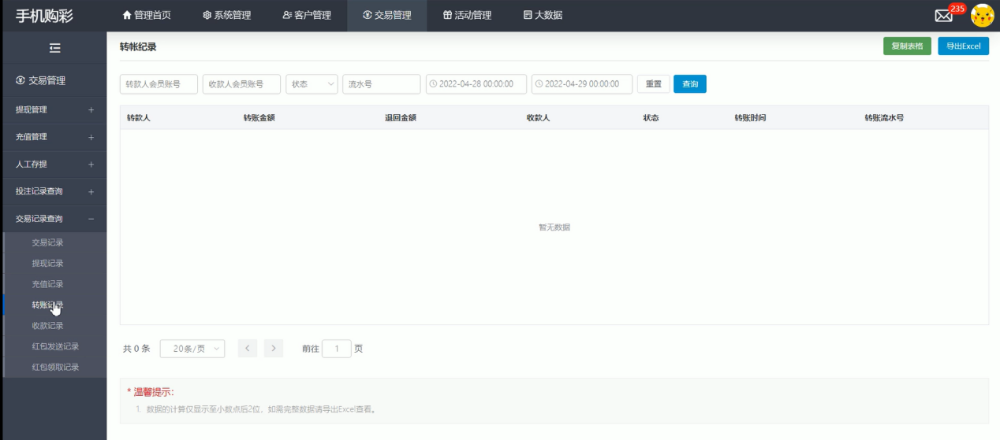 手机购彩
管理首页
系统管理
客户管理
交易管理
活动管理
大数据
235
交易管理
提现管理
充值管理
人工存提
投注记录查询
交易记录查询
交易记录
提现记录
充值记录
转账记录
收款记录
红包发送记录
红包领取记录
转帐纪录
复制表格
导出Excel
转款人会员账号
收款人会员账号
状态
流水号
2022-04-28 00:00:00
2022-04-29 00:00:00
重置
查询
转款人
转账金额
退回金额
收款人
状态
转账时间
转账流水号
暂无数据
共 0 条
20条/页
前往 1 页
* 温馨提示：
1. 数据的计算仅显示至小数点后2位，如需完整数据请导出Excel查看。